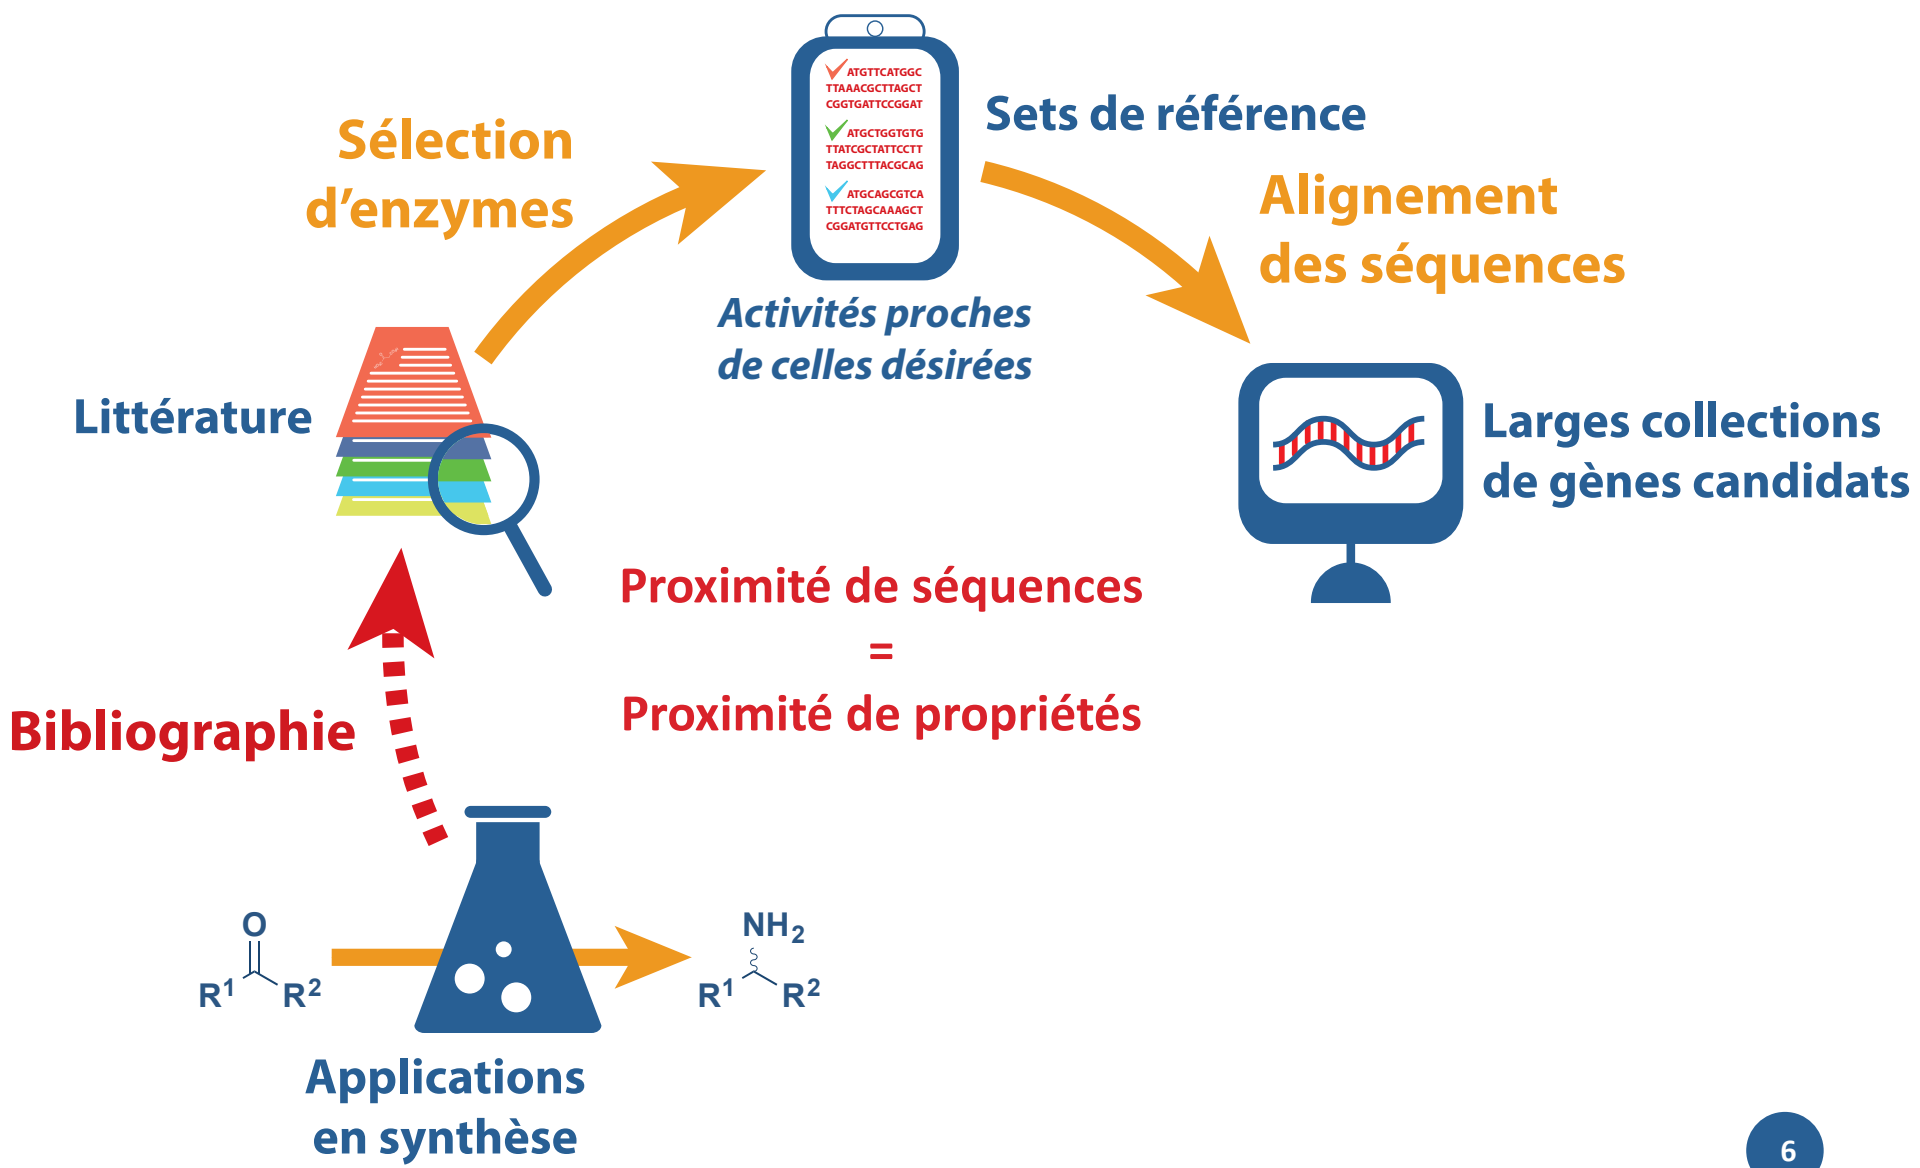 ATGTTCATGGC
TTAAACGCTTAGCT
CGGTGATTCCGGAT
ATGCTGGTGTG
TTATCGCTATTCCTT
TAGGCTTTACGCAG
ATGCAGCGTCA
TTTCTAGCAAAGCT
CGGATGTTCCTGAG
Sets de référence
Sélection
d’enzymes
Alignement
des séquences
Activités proches
de celles désirées
Littérature
Larges collections
de gènes candidats
Proximité de séquences
=
Proximité de propriétés
Bibliographie
O
R1 R2
NH2
R1 R2
Applications
en synthèse
6